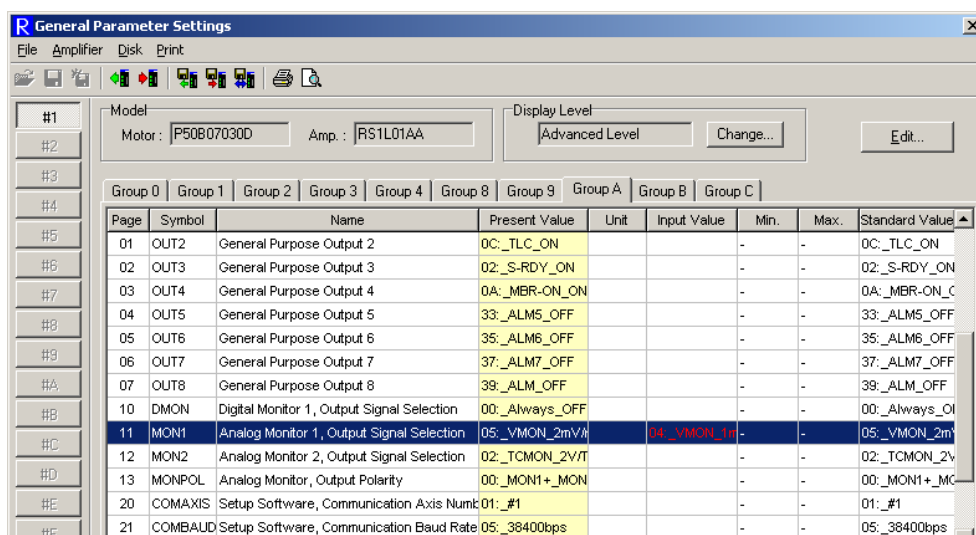 R General Parameter Settings
File Amplifier Disk Print
#1
#2
#3
#4
#5
#6
#7
#8
#9
#A
#B
#C
#D
#E
Model
Motor : P50B07030D Amp. : RS1L01AA
Display Level
Advanced Level Change...
Edit...
Group 0 Group 1 Group 2 Group 3 Group 4 Group 8 Group 9 Group A Group B Group C
Page Symbol Name Present Value Unit Input Value Min. Max. Standard Value
01 OUT2 General Purpose Output 2 0C:_TLC_ON - - 0C:_TLC_ON
02 OUT3 General Purpose Output 3 02:_S-RDY_ON - - 02:_S-RDY_ON
03 OUT4 General Purpose Output 4 0A:_MBR-ON_ON - - 0A:_MBR-ON_
04 OUT5 General Purpose Output 5 33:_ALM5_OFF - - 33:_ALM5_OFF
05 OUT6 General Purpose Output 6 35:_ALM6_OFF - - 35:_ALM6_OFF
06 OUT7 General Purpose Output 7 37:_ALM7_OFF - - 37:_ALM7_OFF
07 OUT8 General Purpose Output 8 39:_ALM_OFF - - 39:_ALM_OFF
10 DMON Digital Monitor 1, Output Signal Selection 00:_Always_OFF - - 00:_Always_O
11 MON1 Analog Monitor 1, Output Signal Selection 05:_VMON_2mV/ 04:_VMON_1m - - 05:_VMON_2m
12 MON2 Analog Monitor 2, Output Signal Selection 02:_TCMON_2V/T - - 02:_TCMON_2V
13 MONPOL Analog Monitor, Output Polarity 00:_MON1+_MON - - 00:_MON1+_MO
20 COMAXIS Setup Software, Communication Axis Numb 01:_#1 - - 01:_#1
21 COMBAUD Setup Software, Communication Baud Rate 05:_38400bps - - 05:_38400bps